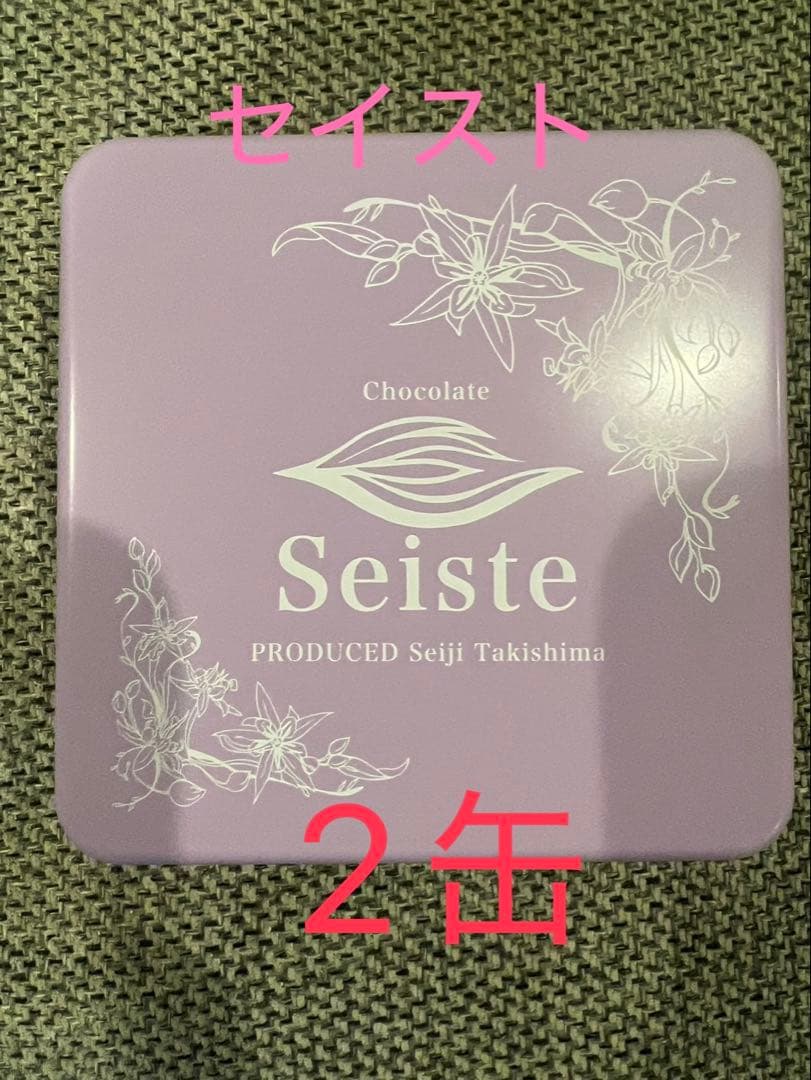 セイスト
Chocolate
Seiste
PRODUCED Seiji Takishima
2缶